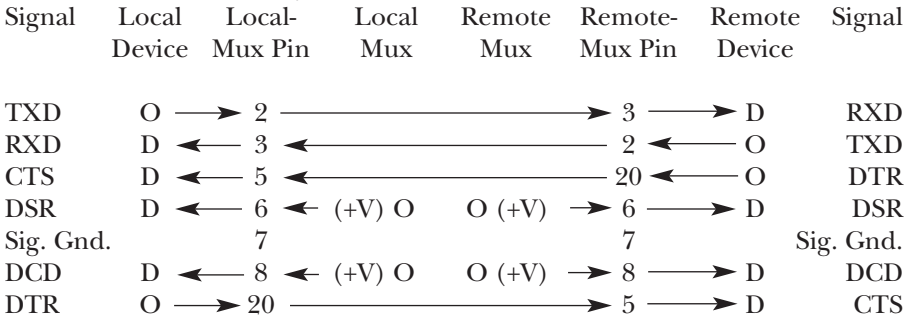 Signal Local Local- Local Remote Remote- Remote Signal
Device Mux Pin Mux Mux Mux Pin Device
TXD O 2 3 D RXD
RXD D 3 2 O TXD
CTS D 5 20 O DTR
DSR D 6 (+V) O O (+V) 6 D DSR
Sig. Gnd. 7 7 Sig. Gnd.
DCD D 8 (+V) O O (+V) 8 D DCD
DTR O 20 5 D CTS